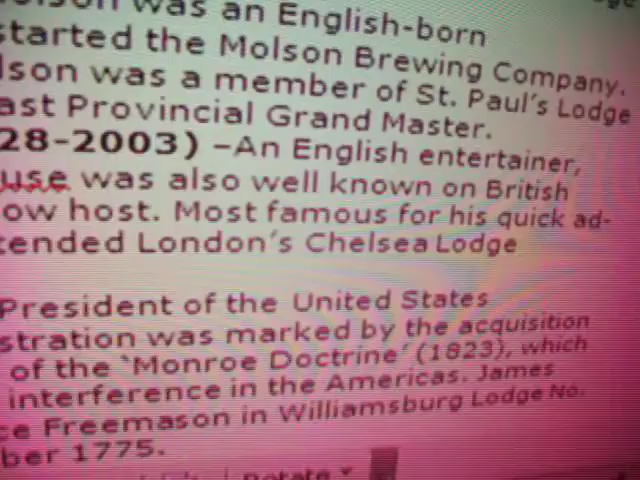 olson was an English-born
started the Molson Brewing Company.
lson was a member of St. Paul's Lodge
ast Provincial Grand Master.
28-2003) –An English entertainer,
use was also well known on British
ow host. Most famous for his quick ad-
tended London's Chelsea Lodge
President of the United States
stration was marked by the acquisition
of the `Monroe Doctrine' (1823), which
interference in the Americas. James
ce Freemason in Williamsburg Lodge No.
ber 1775.
Rotate